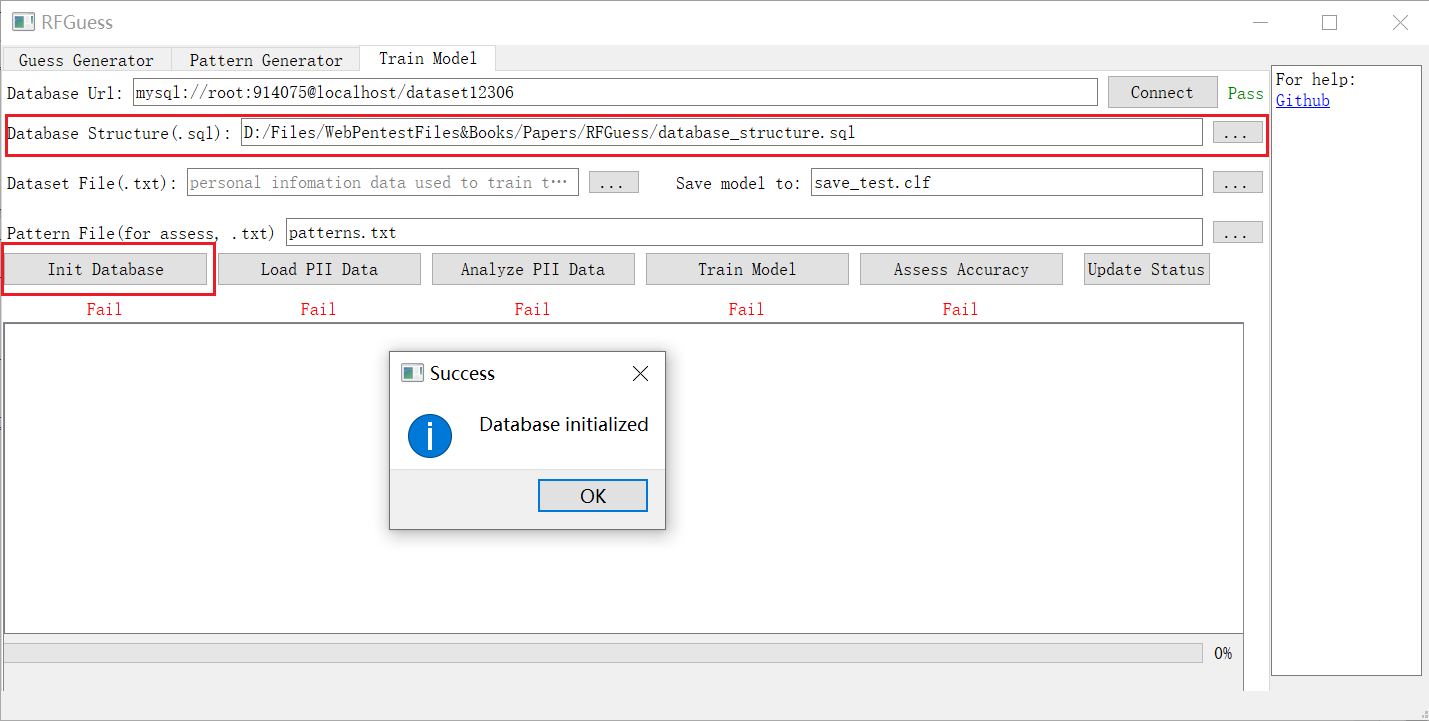 RFGuess
Guess Generator Pattern Generator Train Model
Database Url: mysql://root:914075@localhost/dataset12306 Connect Pass
For help:
Github
Database Structure(.sql): D:/Files/WebPentestFiles&Books/Papers/RFGuess/database_structure.sql ...
Dataset File(.txt): personal infomation data used to train t… ... Save model to: save_test.clf ...
Pattern File(for assess, .txt) patterns.txt ...
Init Database Load PII Data Analyze PII Data Train Model Assess Accuracy Update Status
Fail Fail Fail Fail Fail
Success
Database initialized
OK
0%